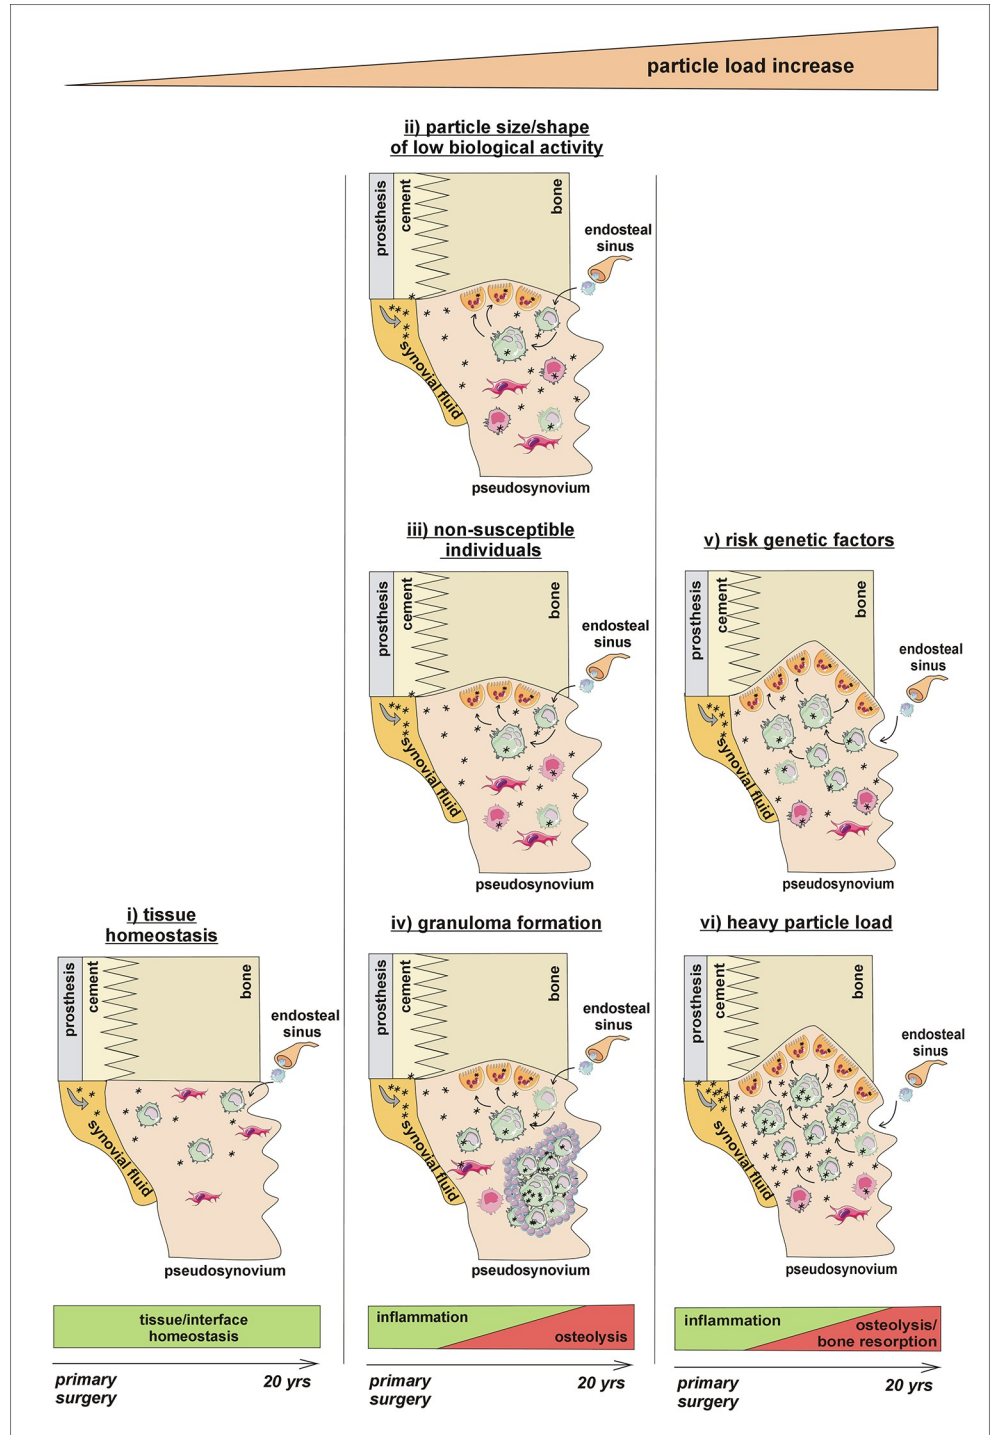 particle load increase
ii) particle size/shape
of low biological activity
prosthesis
cement
bone
endosteal
sinus
synovial fluid
pseudosynovium
iii) non-susceptible
individuals
prosthesis
cement
bone
endosteal
sinus
synovial fluid
pseudosynovium
v) risk genetic factors
prosthesis
cement
bone
endosteal
sinus
synovial fluid
pseudosynovium
i) tissue
homeostasis
prosthesis
cement
bone
endosteal
sinus
synovial fluid
pseudosynovium
iv) granuloma formation
prosthesis
cement
bone
endosteal
sinus
synovial fluid
pseudosynovium
vi) heavy particle load
prosthesis
cement
bone
endosteal
sinus
synovial fluid
pseudosynovium
tissue/interface
homeostasis
primary
surgery
20 yrs
inflammation
osteolysis
primary
surgery
20 yrs
inflammation
osteolysis/
bone resorption
primary
surgery
20 yrs